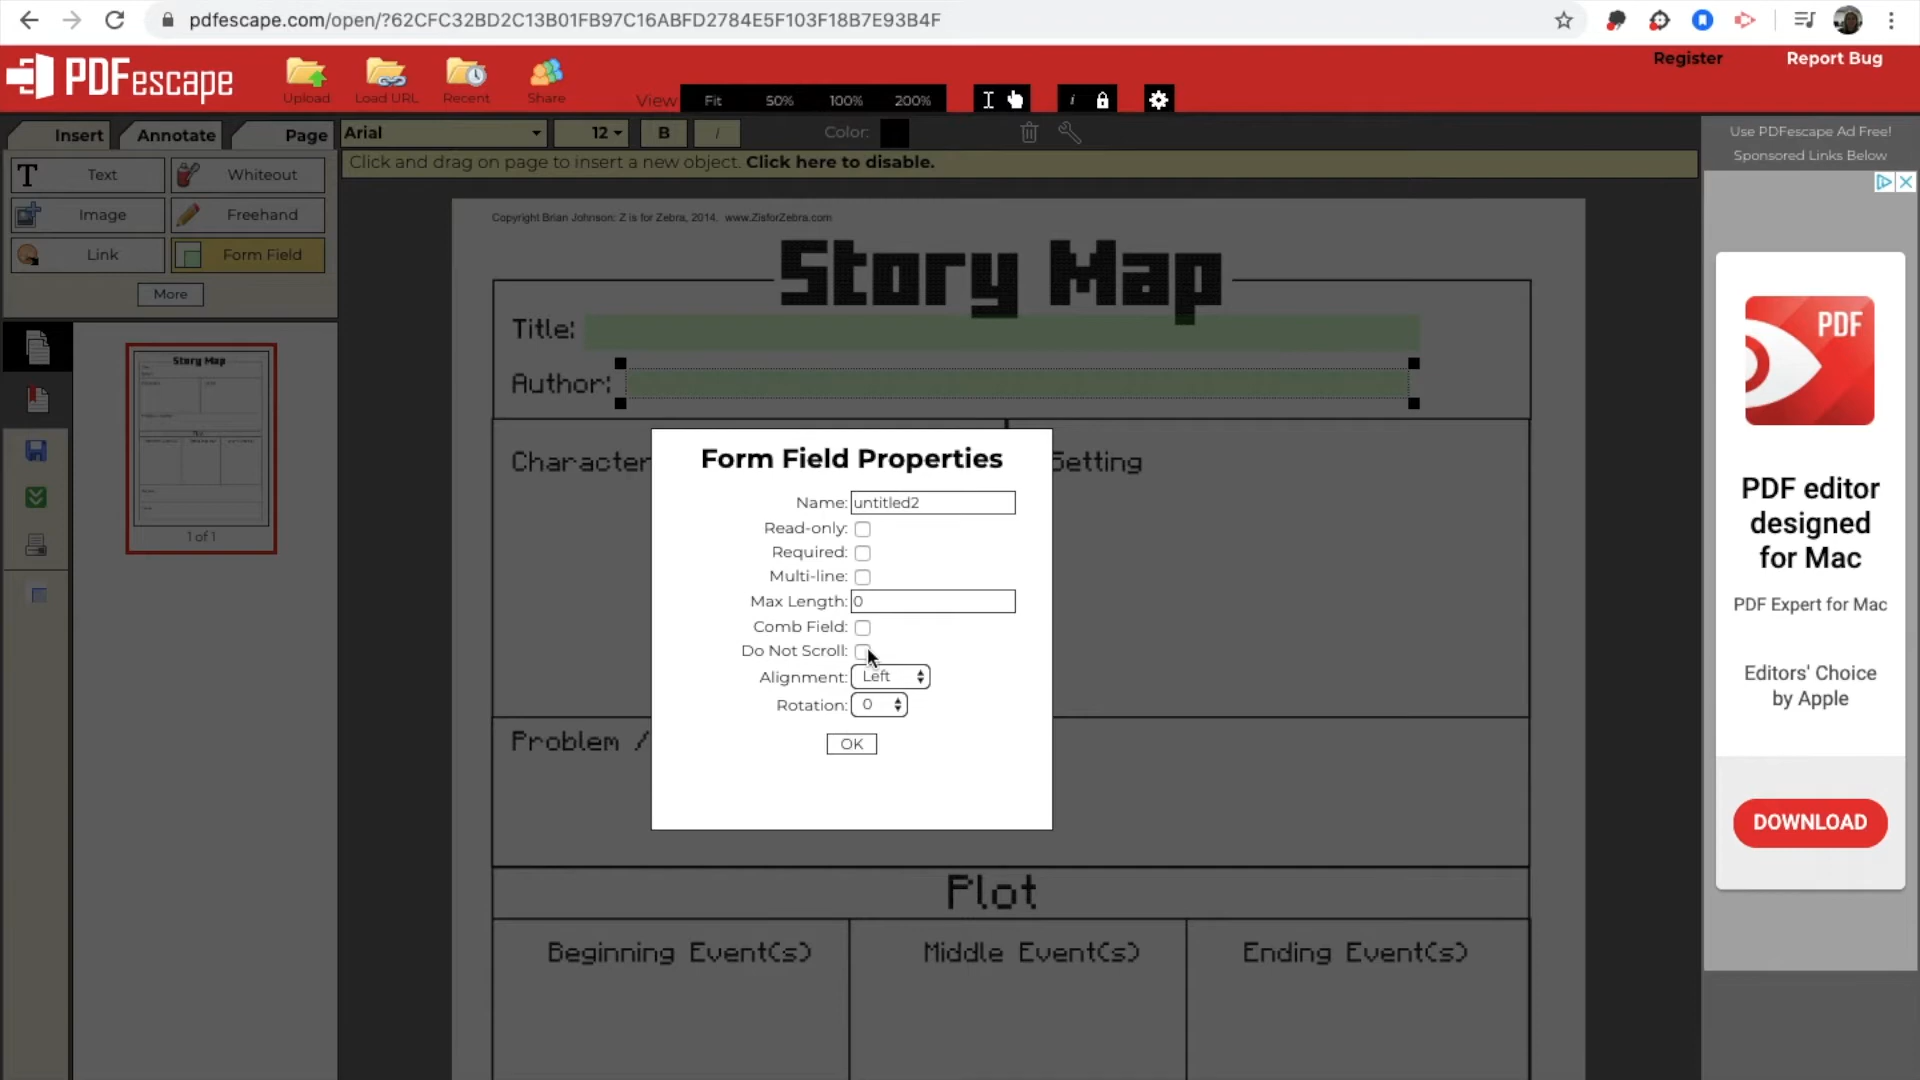 pdfescape.com/open/?62CFC32BD2C13B01FB97C16ABFD2784E5F103F18B7E93B4F
PDFescape
Upload
Load URL
Recent
Share
View
Fit
50%
100%
200%
i
Register
Report Bug
Insert
Annotate
Page
Arial
12
B
i
Color:
Click and drag on page to insert a new object. Click here to disable.
Text
Whiteout
Image
Freehand
Link
Form Field
More
Story Map
1 of 1
Copyright Brian Johnson: Z is for Zebra, 2014. www.ZisforZebra.com
Story Map
Title:
Author:
Character
Setting
Problem /
Plot
Beginning Event(s)
Middle Event(s)
Ending Event(s)
Form Field Properties
Name: untitled2
Read-only:
Required:
Multi-line:
Max Length: 0
Comb Field:
Do Not Scroll:
Alignment: Left
Rotation: 0
OK
Use PDFescape Ad Free!
Sponsored Links Below
PDF
PDF editor
designed
for Mac
PDF Expert for Mac
Editors' Choice
by Apple
DOWNLOAD